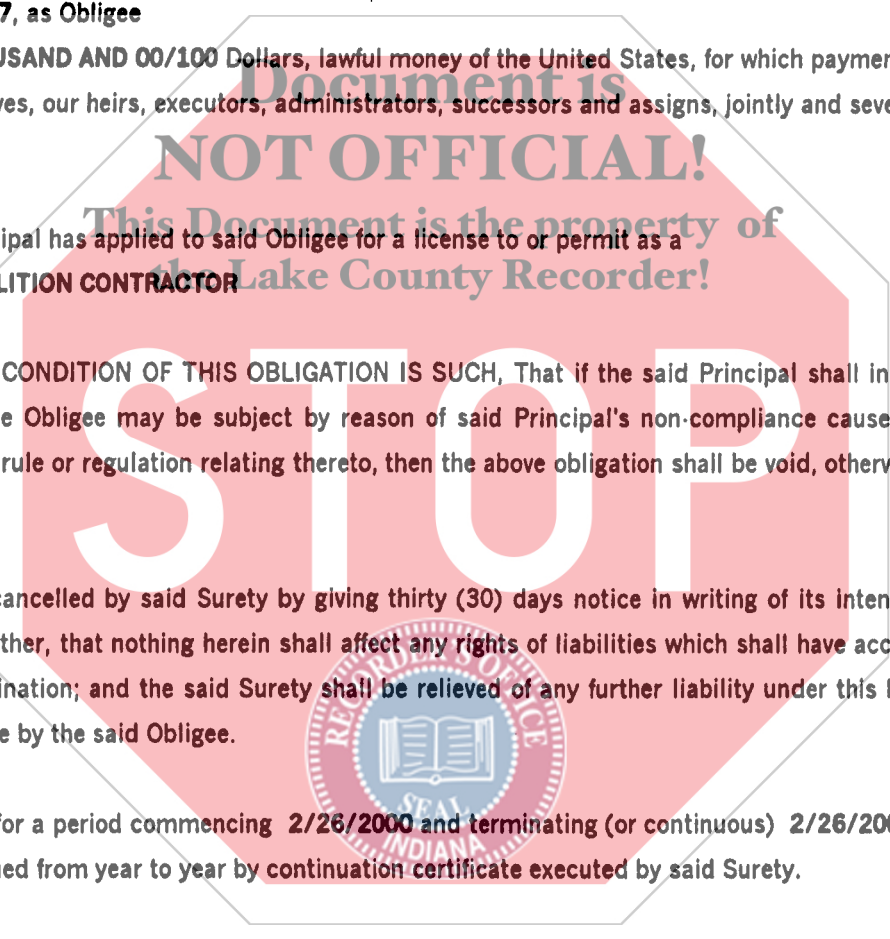 7, as Obligee
USAND AND 00/100 Dollars, lawful money of the United States, for which paymen
Document is
ves, our heirs, executors, administrators, successors and assigns, jointly and seve
NOT OFFICIAL!
This Document is the property of
ipal has applied to said Obligee for a license to or permit as a
the Lake County Recorder!
LITION CONTRACTOR
STOP
CONDITION OF THIS OBLIGATION IS SUCH, That if the said Principal shall in
e Obligee may be subject by reason of said Principal's non-compliance cause
rule or regulation relating thereto, then the above obligation shall be void, otherw
cancelled by said Surety by giving thirty (30) days notice in writing of its inten
ther, that nothing herein shall affect any rights of liabilities which shall have acc
ination; and the said Surety shall be relieved of any further liability under this
e by the said Obligee.
RECORDER'S OFFICE
SEAL
INDIANA
for a period commencing 2/26/2000 and terminating (or continuous) 2/26/200
ued from year to year by continuation certificate executed by said Surety.